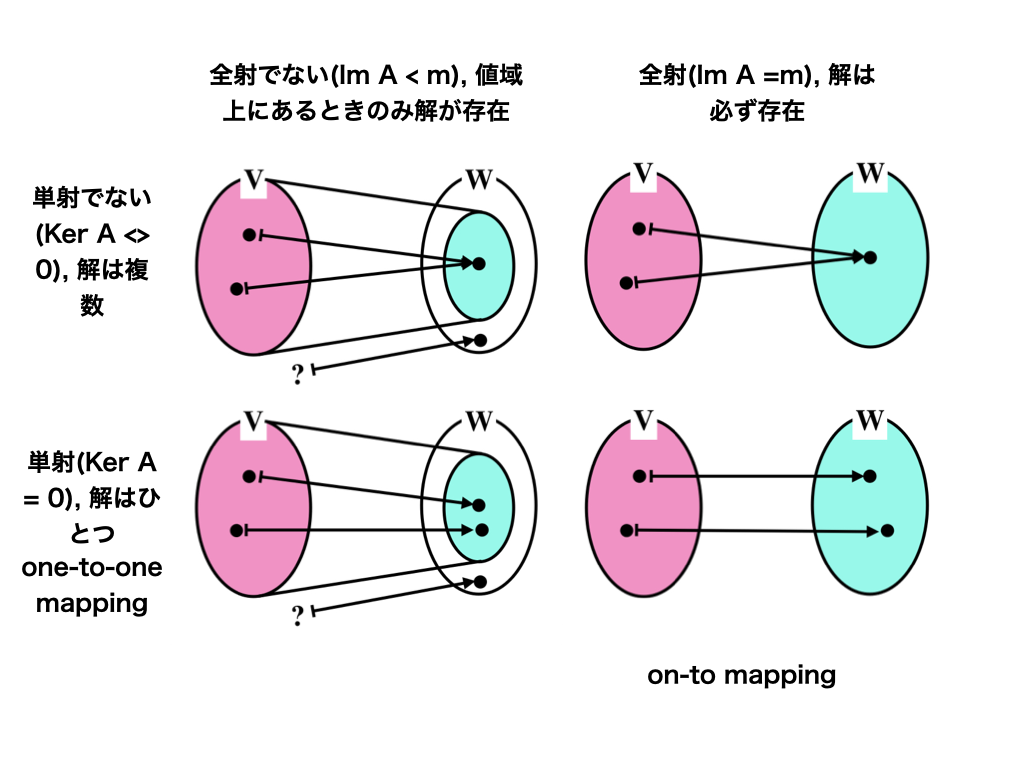 全射でない(Im A < m), 値域
上にあるときのみ解が存在
全射(Im A =m), 解は
必ず存在
単射でない
(Ker A <>
0), 解は複
数
V
W
?
V
W
単射(Ker A
= 0), 解はひ
とつ
one-to-one
mapping
V
W
?
V
W
on-to mapping